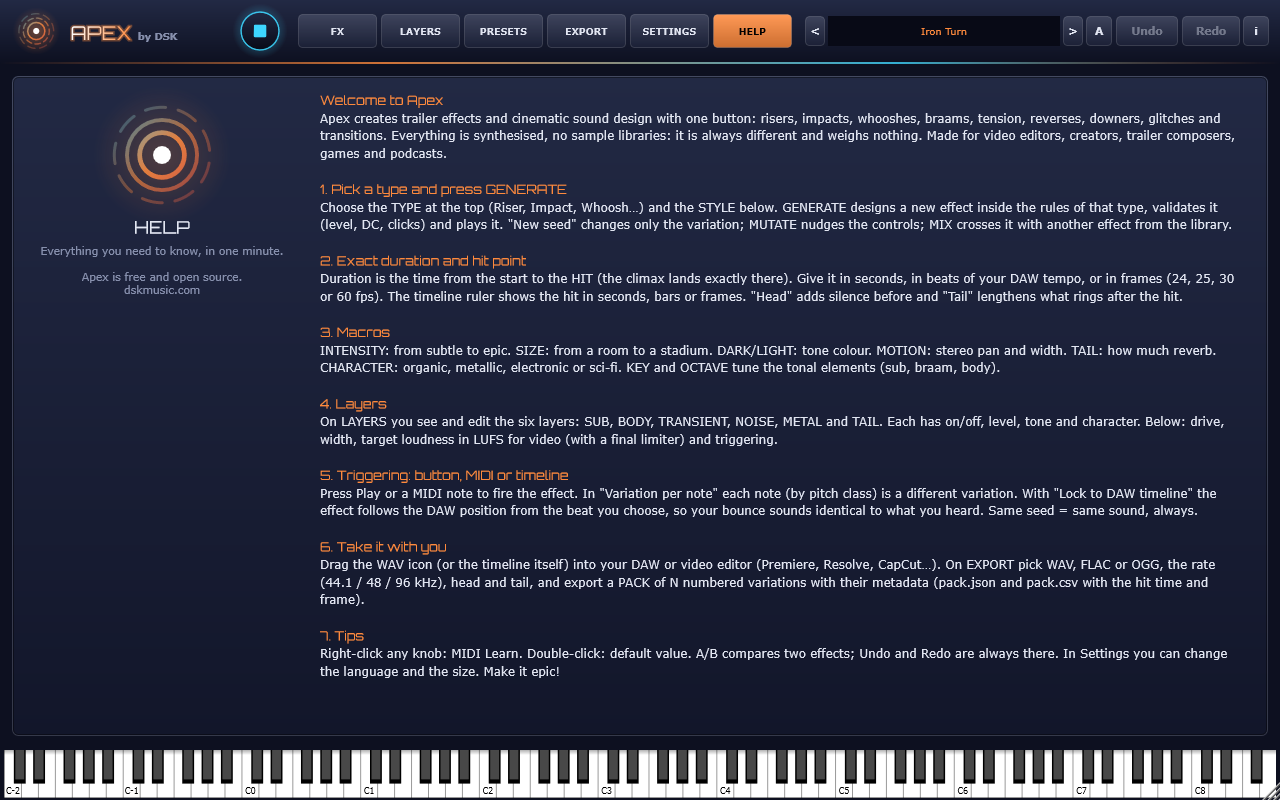 APEX by DSK
FX
LAYERS
PRESETS
EXPORT
SETTINGS
HELP
<
Iron Turn
>
A
Undo
Redo
i
HELP
Everything you need to know, in one minute.
Apex is free and open source.
dskmusic.com
Welcome to Apex
Apex creates trailer effects and cinematic sound design with one button: risers, impacts, whooshes, braams, tension, reverses, downers, glitches and
transitions. Everything is synthesised, no sample libraries: it is always different and weighs nothing. Made for video editors, creators, trailer composers,
games and podcasts.
1. Pick a type and press GENERATE
Choose the TYPE at the top (Riser, Impact, Whoosh...) and the STYLE below. GENERATE designs a new effect inside the rules of that type, validates it
(level, DC, clicks) and plays it. "New seed" changes only the variation; MUTATE nudges the controls; MIX crosses it with another effect from the library.
2. Exact duration and hit point
Duration is the time from the start to the HIT (the climax lands exactly there). Give it in seconds, in beats of your DAW tempo, or in frames (24, 25, 30
or 60 fps). The timeline ruler shows the hit in seconds, bars or frames. "Head" adds silence before and "Tail" lengthens what rings after the hit.
3. Macros
INTENSITY: from subtle to epic. SIZE: from a room to a stadium. DARK/LIGHT: tone colour. MOTION: stereo pan and width. TAIL: how much reverb.
CHARACTER: organic, metallic, electronic or sci-fi. KEY and OCTAVE tune the tonal elements (sub, braam, body).
4. Layers
On LAYERS you see and edit the six layers: SUB, BODY, TRANSIENT, NOISE, METAL and TAIL. Each has on/off, level, tone and character. Below: drive,
width, target loudness in LUFS for video (with a final limiter) and triggering.
5. Triggering: button, MIDI or timeline
Press Play or a MIDI note to fire the effect. In "Variation per note" each note (by pitch class) is a different variation. With "Lock to DAW timeline" the
effect follows the DAW position from the beat you choose, so your bounce sounds identical to what you heard. Same seed = same sound, always.
6. Take it with you
Drag the WAV icon (or the timeline itself) into your DAW or video editor (Premiere, Resolve, CapCut...). On EXPORT pick WAV, FLAC or OGG, the rate
(44.1 / 48 / 96 kHz), head and tail, and export a PACK of N numbered variations with their metadata (pack.json and pack.csv with the hit time and
frame).
7. Tips
Right-click any knob: MIDI Learn. Double-click: default value. A/B compares two effects; Undo and Redo are always there. In Settings you can change
the language and the size. Make it epic!
C-2
C-1
C0
C1
C2
C3
C4
C5
C6
C7
C8